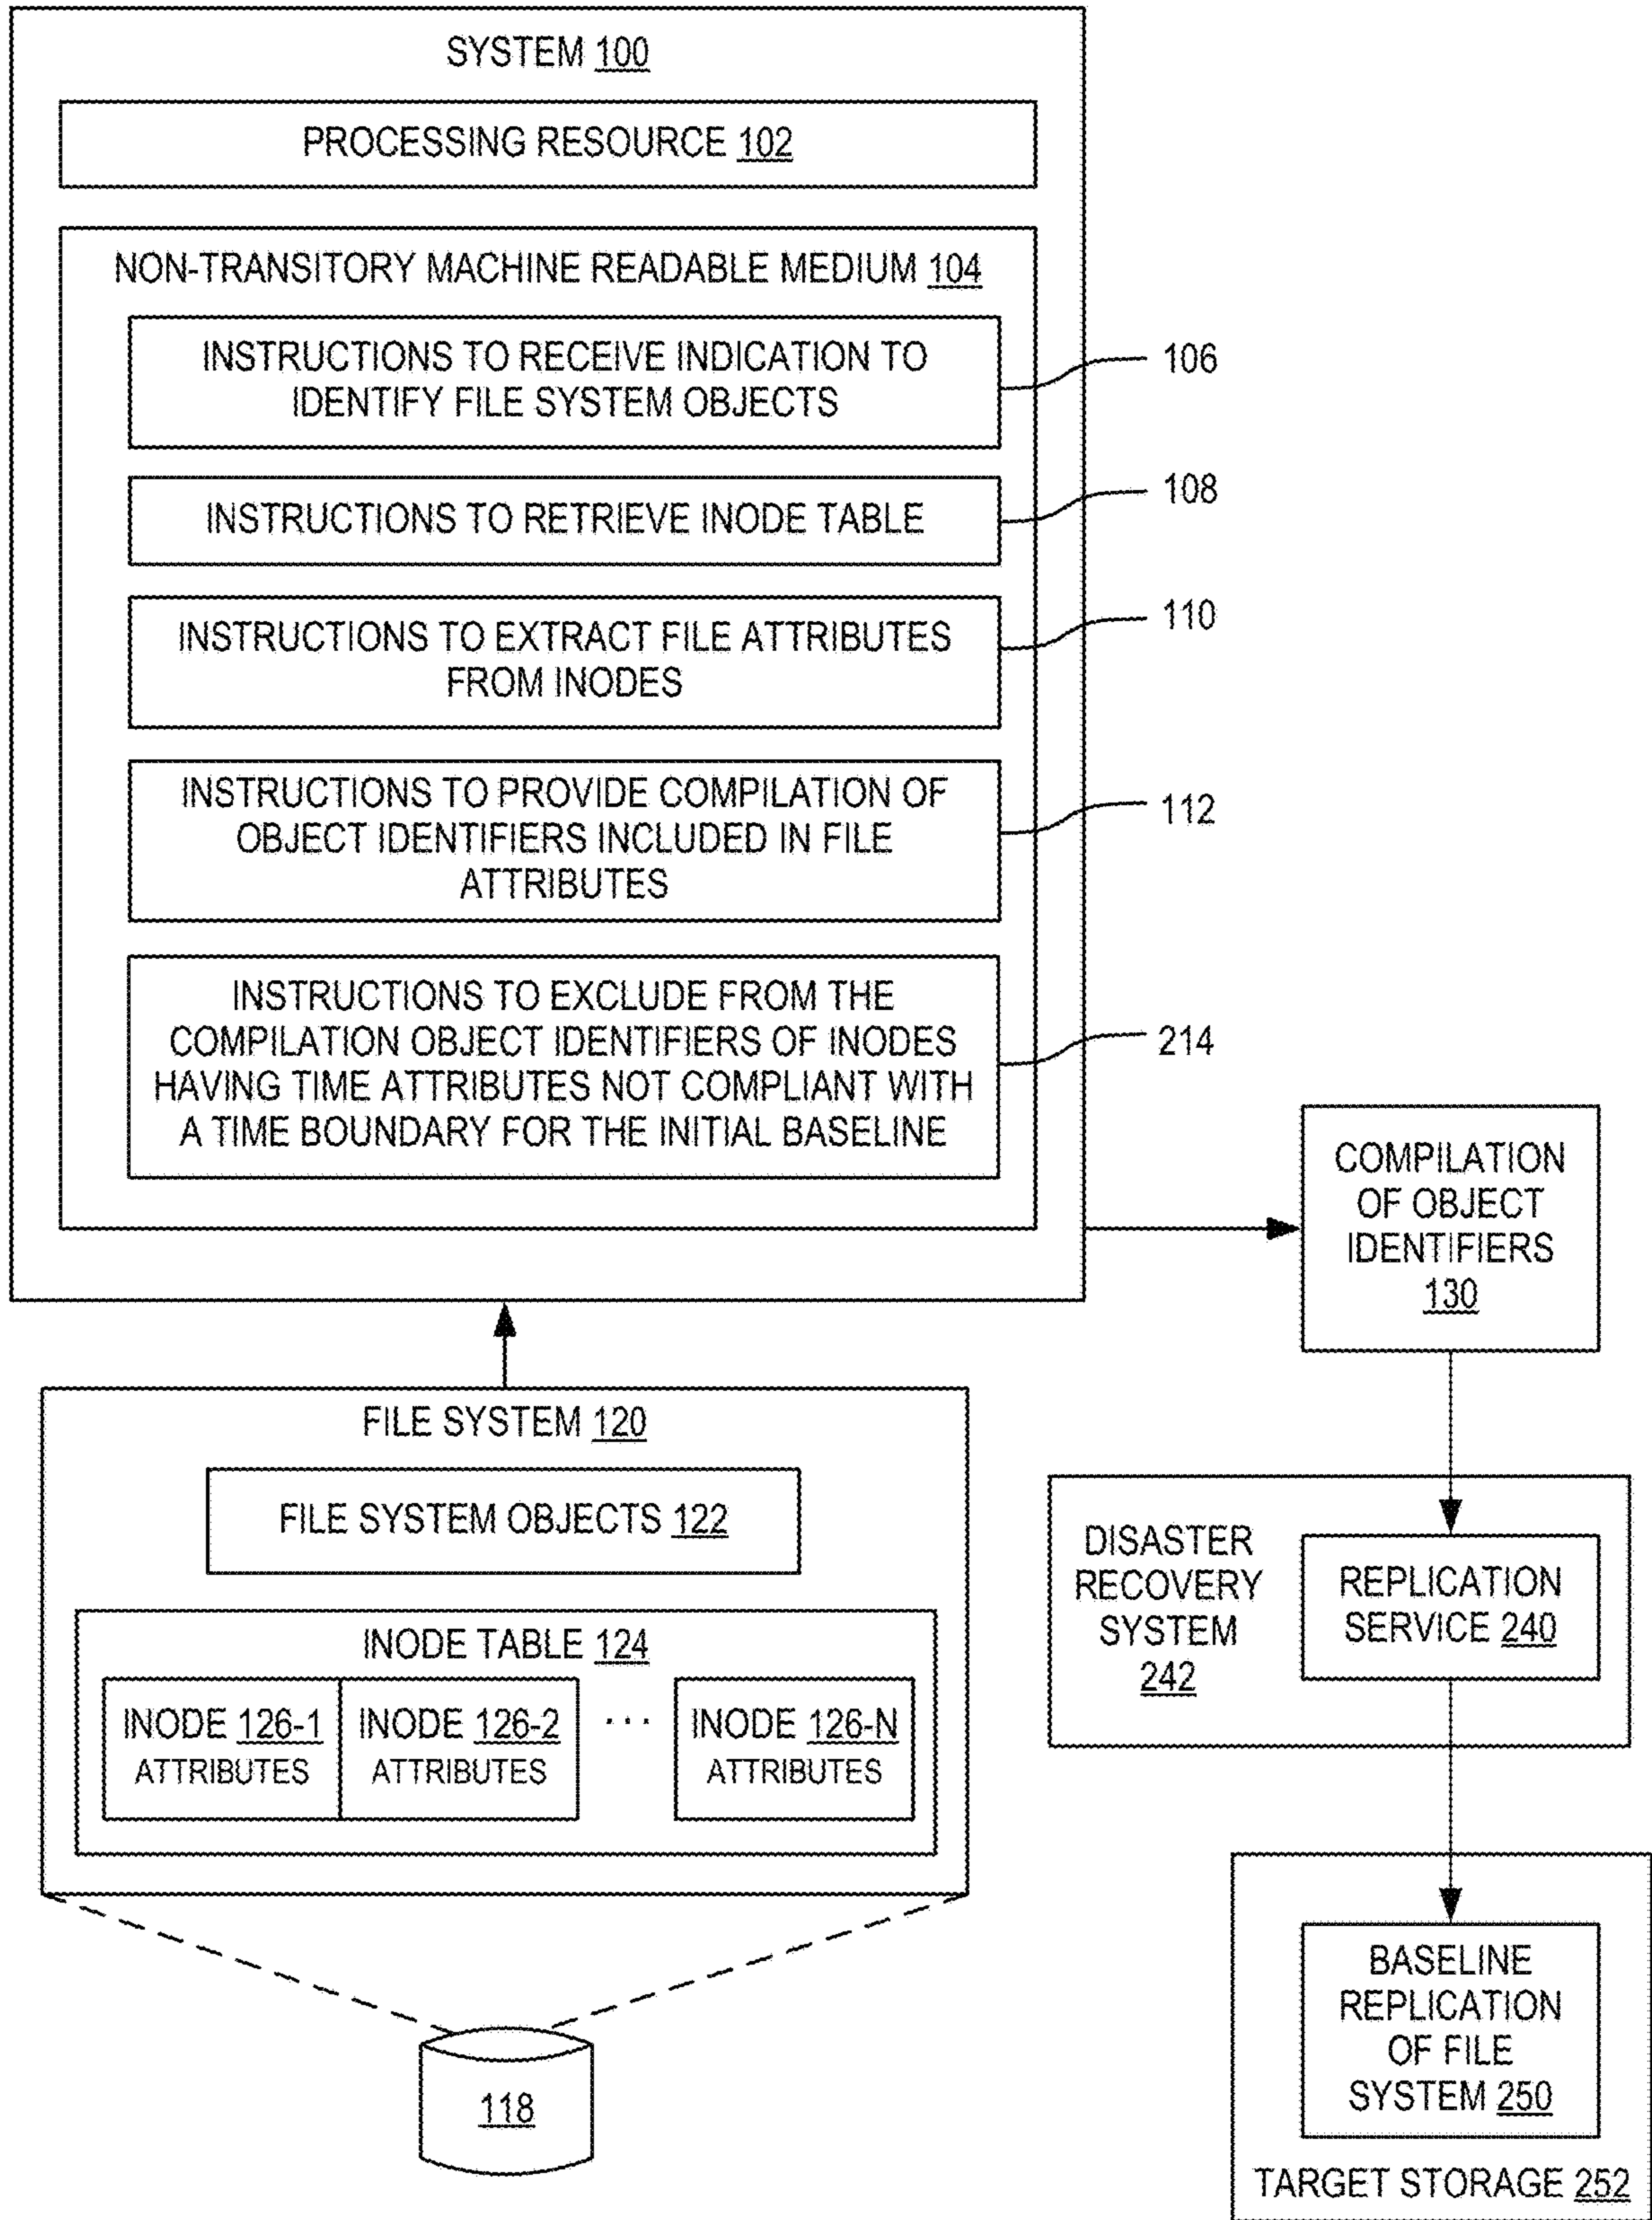 SYSTEM 100
PROCESSING RESOURCE 102
NON-TRANSITORY MACHINE READABLE MEDIUM 104
INSTRUCTIONS TO RECEIVE INDICATION TO
IDENTIFY FILE SYSTEM OBJECTS
106
INSTRUCTIONS TO RETRIEVE INODE TABLE
108
INSTRUCTIONS TO EXTRACT FILE ATTRIBUTES
FROM INODES
110
INSTRUCTIONS TO PROVIDE COMPILATION OF
OBJECT IDENTIFIERS INCLUDED IN FILE
ATTRIBUTES
112
INSTRUCTIONS TO EXCLUDE FROM THE
COMPILATION OBJECT IDENTIFIERS OF INODES
HAVING TIME ATTRIBUTES NOT COMPLIANT WITH
A TIME BOUNDARY FOR THE INITIAL BASELINE
214
COMPILATION
OF OBJECT
IDENTIFIERS
130
FILE SYSTEM 120
FILE SYSTEM OBJECTS 122
INODE TABLE 124
INODE 126-1
ATTRIBUTES
INODE 126-2
ATTRIBUTES
...
INODE 126-N
ATTRIBUTES
118
DISASTER
RECOVERY
SYSTEM
242
REPLICATION
SERVICE 240
BASELINE
REPLICATION
OF FILE
SYSTEM 250
TARGET STORAGE 252